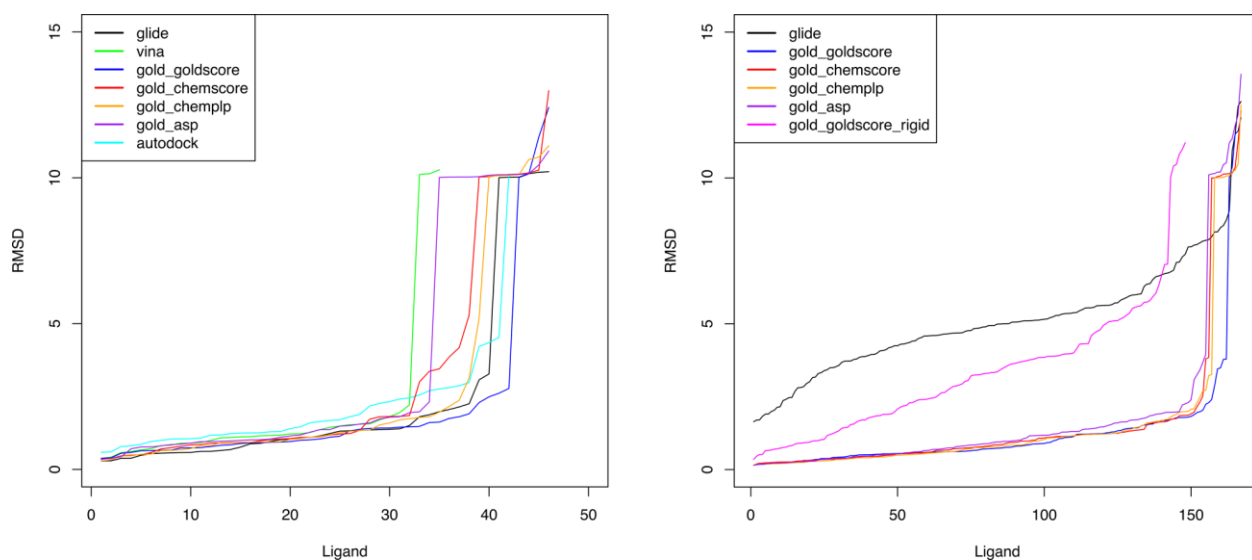 glide
vina
gold_goldscore
gold_chemscore
gold_chemplp
gold_asp
autodock
RMSD
15
10
5
0
0 10 20 30 40 50
Ligand
glide
gold_goldscore
gold_chemscore
gold_chemplp
gold_asp
gold_goldscore_rigid
RMSD
15
10
5
0
0 50 100 150
Ligand